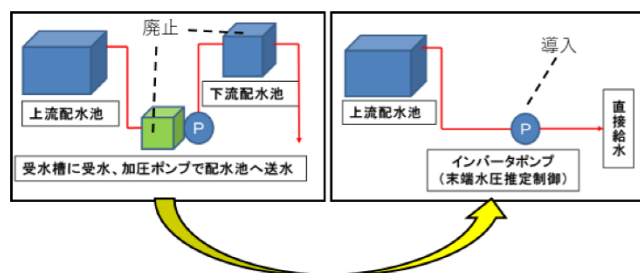 廃止
上流配水池
下流配水池
P
受水槽に受水、加圧ポンプで配水池へ送水
導入
上流配水池
P
直接給水
インバータポンプ
(末端水圧推定制御)